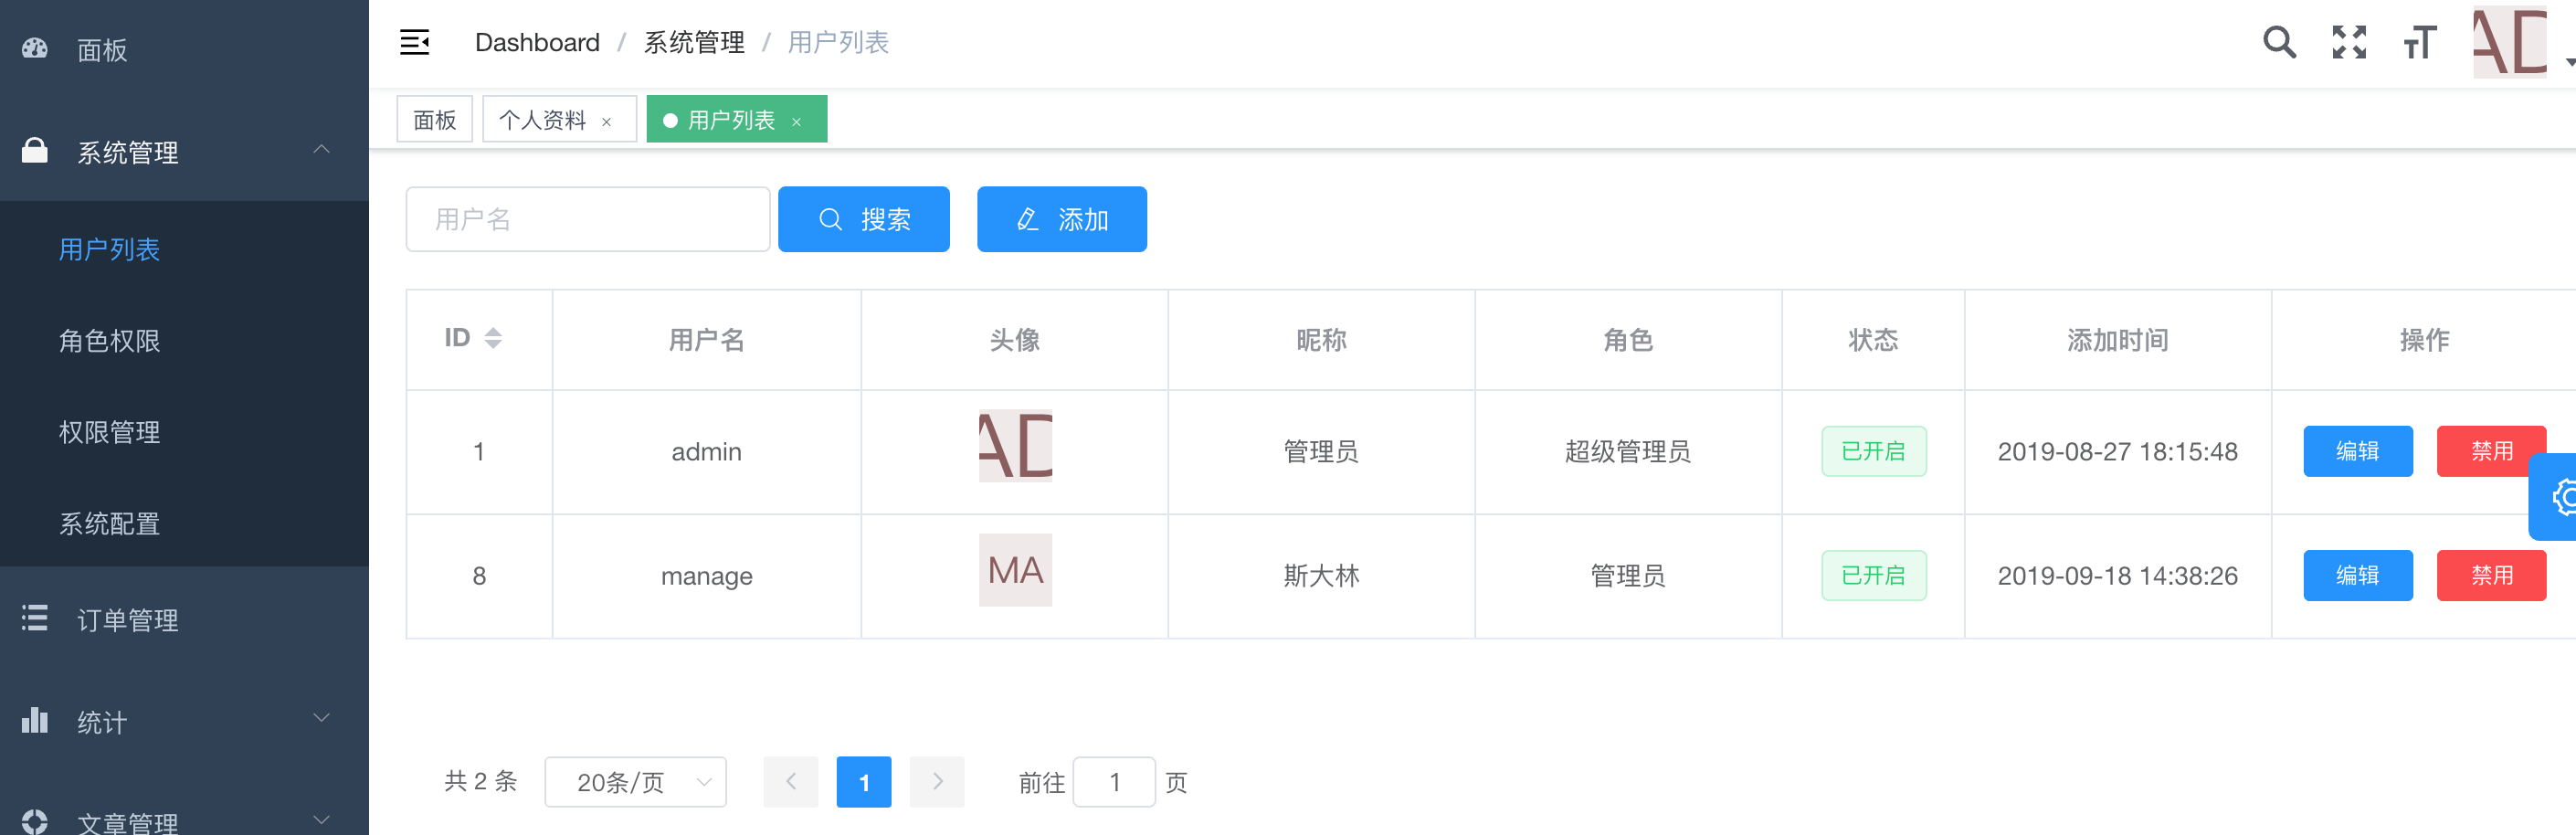 面板
系统管理
用户列表
角色权限
权限管理
系统配置
订单管理
统计
文章管理
Dashboard / 系统管理 / 用户列表
AD
面板 个人资料 × 用户列表 ×
用户名 搜索 添加
ID 用户名 头像 昵称 角色 状态 添加时间 操作
1 admin AD 管理员 超级管理员 已开启 2019-08-27 18:15:48 编辑 禁用
8 manage MA 斯大林 管理员 已开启 2019-09-18 14:38:26 编辑 禁用
共 2 条 20条/页 1 前往 1 页